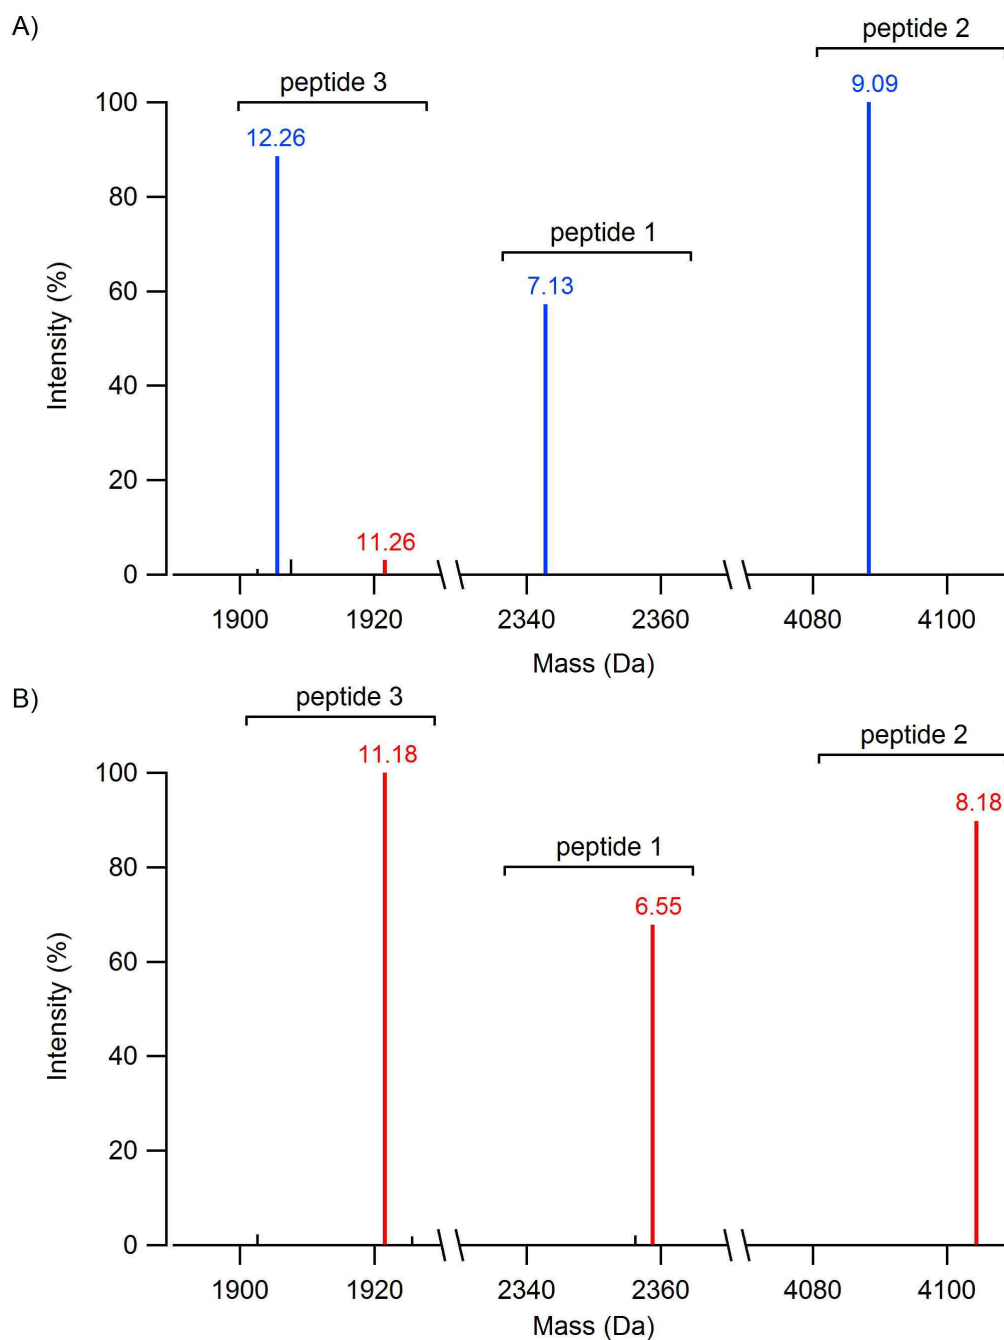 A)
peptide 2
peptide 3
9.09
100
12.26
80
peptide 1
7.13
60
Intensity (%)
40
20
11.26
0
1900 1920 2340 2360 4080 4100
Mass (Da)
B)
peptide 3
peptide 2
11.18
100
8.18
peptide 1
80
6.55
60
Intensity (%)
40
20
0
1900 1920 2340 2360 4080 4100
Mass (Da)